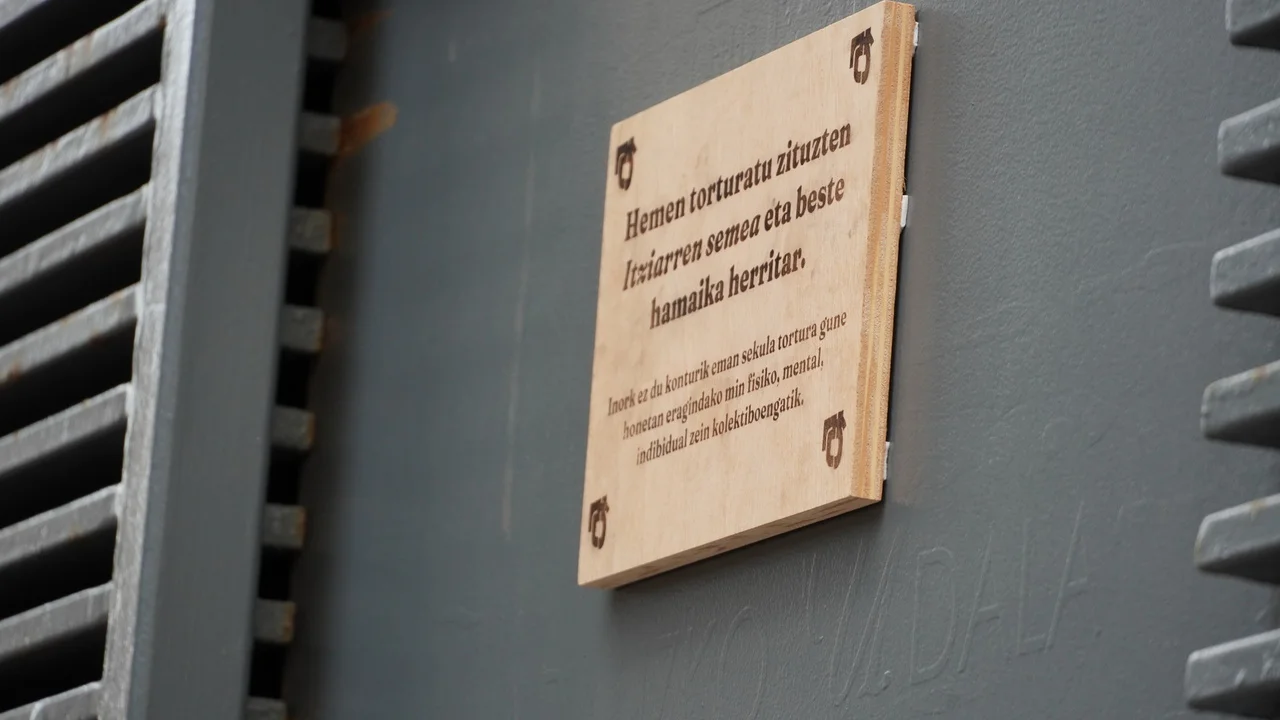 Hemen torturatu zituzten
Itziarren semea eta beste
hamaika herritar.
Inork ez du konturik eman sekula tortura gune
honetan eragindako min fisiko, mental,
indibidual zein kolektiboengatik.
UDALA